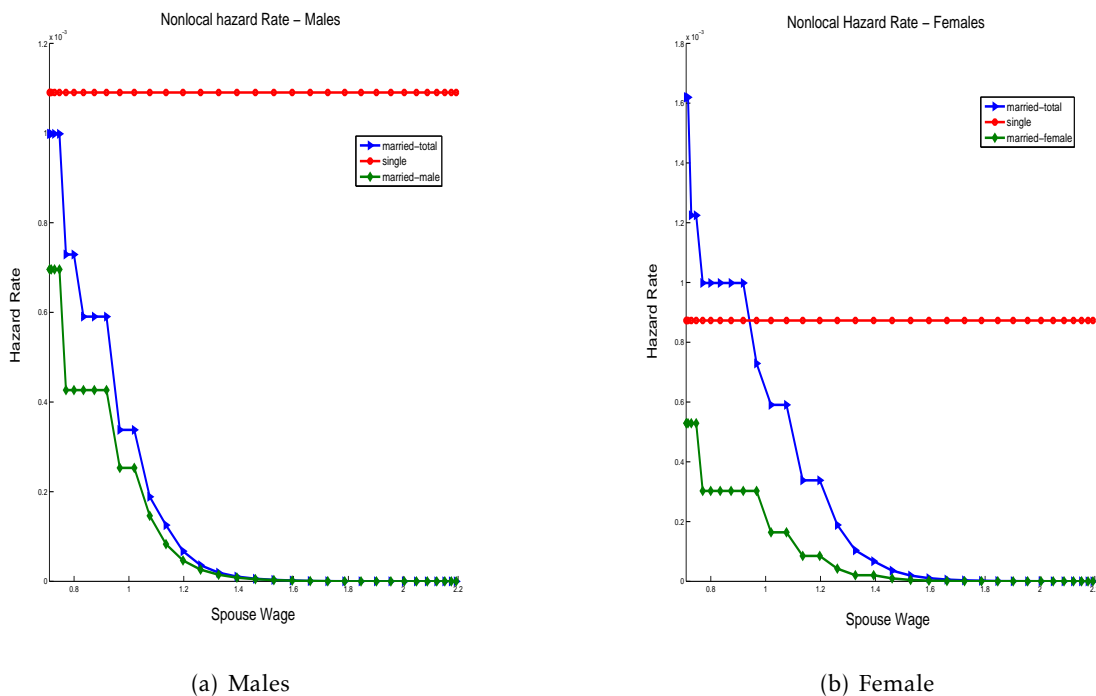 Nonlocal hazard Rate – Males
x 10⁻³
1.2
1
0.8
0.6
0.4
0.2
0
Hazard Rate
married−total
single
married−male
0.8 1 1.2 1.4 1.6 1.8 2 2.2
Spouse Wage
(a) Males
Nonlocal Hazard Rate – Females
x 10⁻³
1.8
1.6
1.4
1.2
1
0.8
0.6
0.4
0.2
0
Hazard Rate
married−total
single
married−female
0.8 1 1.2 1.4 1.6 1.8 2 2.
Spouse Wage
(b) Female